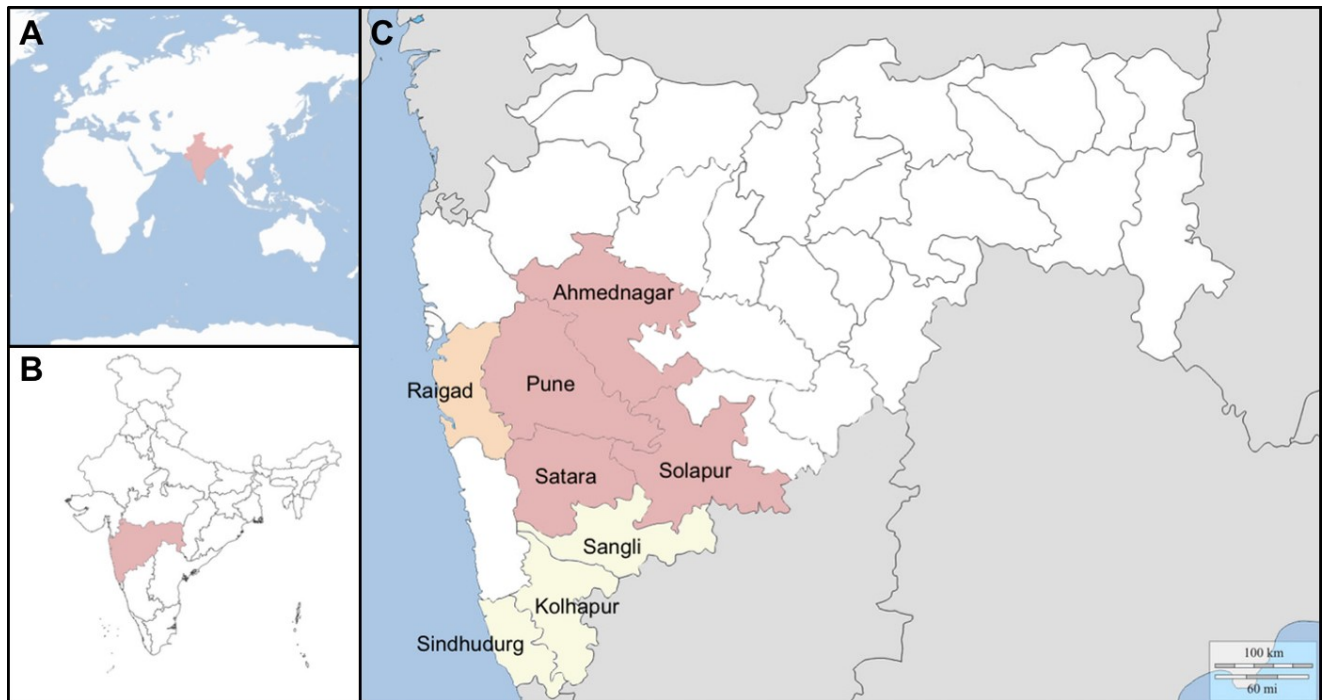 A
B
C
Ahmednagar
Raigad
Pune
Satara
Solapur
Sangli
Kolhapur
Sindhudurg
100 km
60 mi